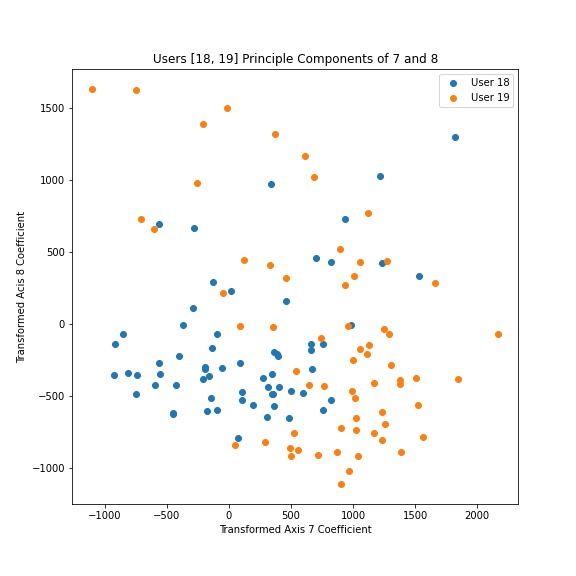 Users [18, 19] Principle Components of 7 and 8
User 18
User 19
1500
1000
500
0
−500
−1000
Transformed Acis 8 Coefficient
−1000 −500 0 500 1000 1500 2000
Transformed Axis 7 Coefficient